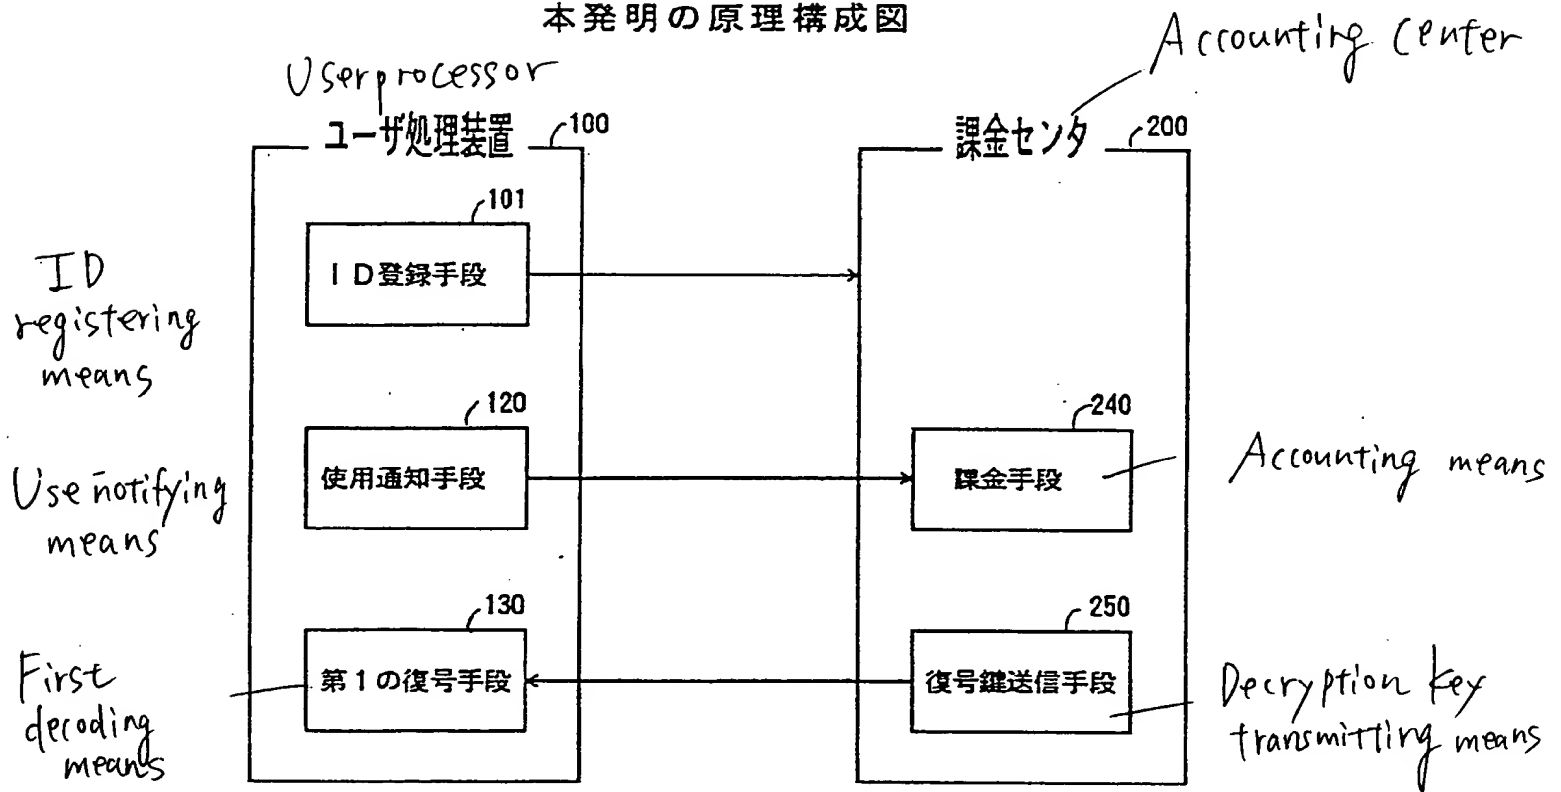 本発明の原理構成図
Accounting center
Userprocessor
ユーザ処理装置
100
課金センタ
200
101
ID登録手段
ID
registering
means
120
使用通知手段
Use notifying
means
240
課金手段
Accounting means
130
第1の復号手段
First
decoding
means
250
復号鍵送信手段
Decryption key
transmitting means